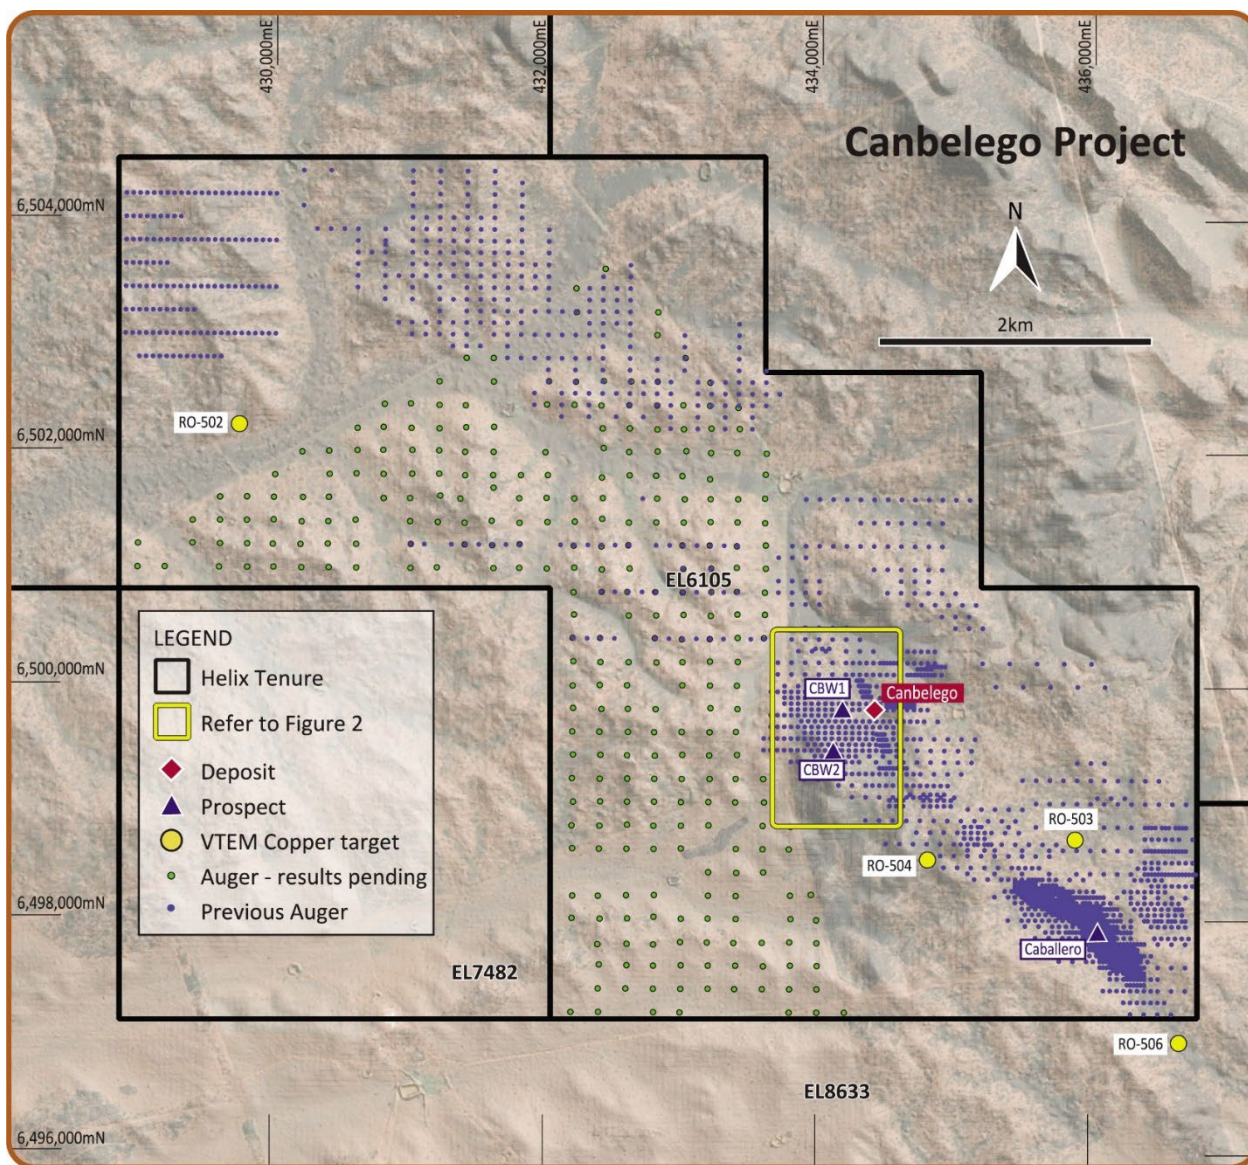 430,000mE
432,000mE
434,000mE
436,000mE
Canbelego Project
N
6,504,000mN
2km
RO-502
6,502,000mN
EL6105
LEGEND
Helix Tenure
Refer to Figure 2
Deposit
Prospect
VTEM Copper target
Auger - results pending
Previous Auger
6,500,000mN
CBW1
Canbelego
CBW2
RO-503
RO-504
6,498,000mN
Caballero
EL7482
RO-506
EL8633
6,496,000mN